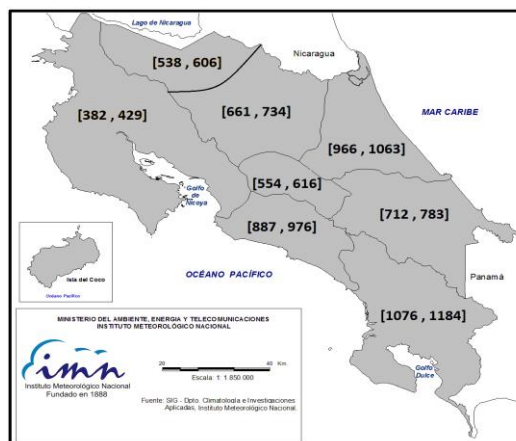 Lago de Nicaragua
Nicaragua
[538 , 606]
MAR CARIBE
[382 , 429]
[661 , 734]
[966 , 1063]
[554 , 616]
Golfo
de
Nicoya
[712 , 783]
[887 , 976]
Isla del Coco
Océano Pacífico
OCÉANO PACÍFICO
Panamá
[1076 , 1184]
Golfo
Dulce
MINISTERIO DEL AMBIENTE, ENERGIA Y TELECOMUNICACIONES
INSTITUTO METEOROLÓGICO NACIONAL
imn
Instituto Meteorológico Nacional
Fundado en 1888
20
40 Km.
Escala: 1: 1 850 000
Fuente: SIG - Dpto. Climatología e Investigaciones
Aplicadas, Instituto Meteorológico Nacional.